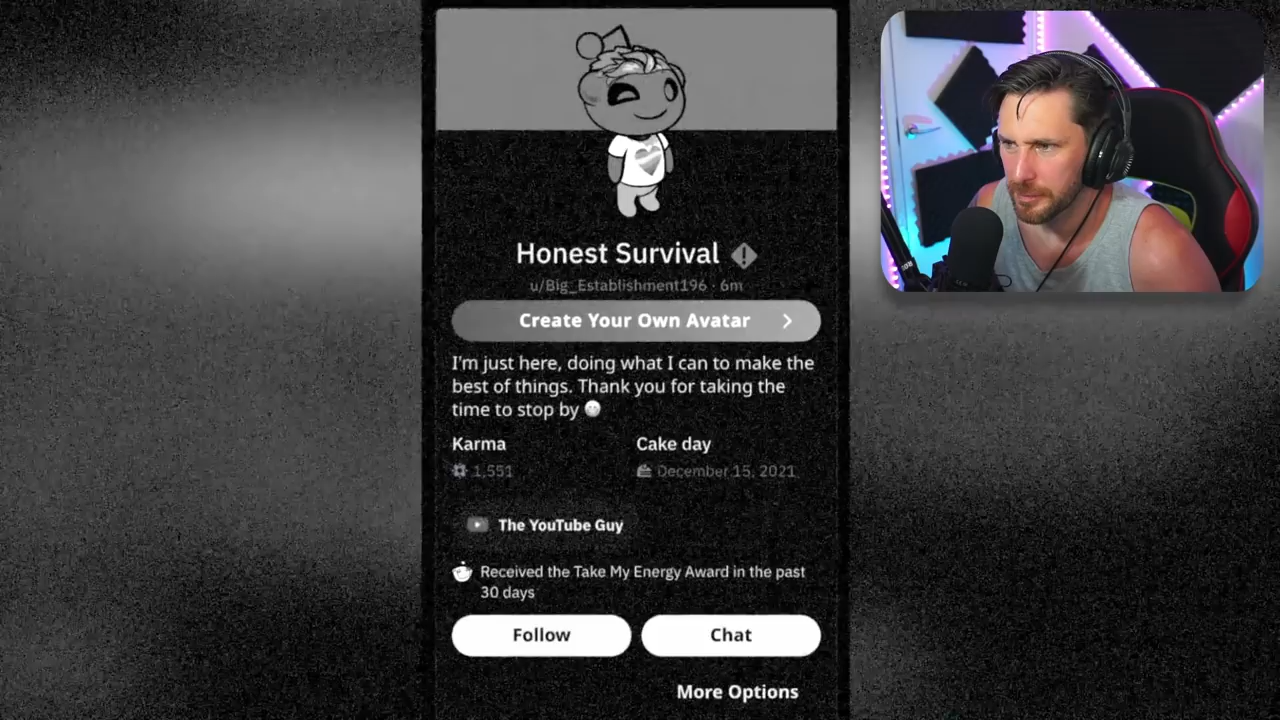 Honest Survival
u/Big_Establishment196 · 6m
Create Your Own Avatar
I'm just here, doing what I can to make the
best of things. Thank you for taking the
time to stop by
Karma
Cake day
1,551
December 15, 2021
The YouTube Guy
Received the Take My Energy Award in the past
30 days
Follow
Chat
More Options